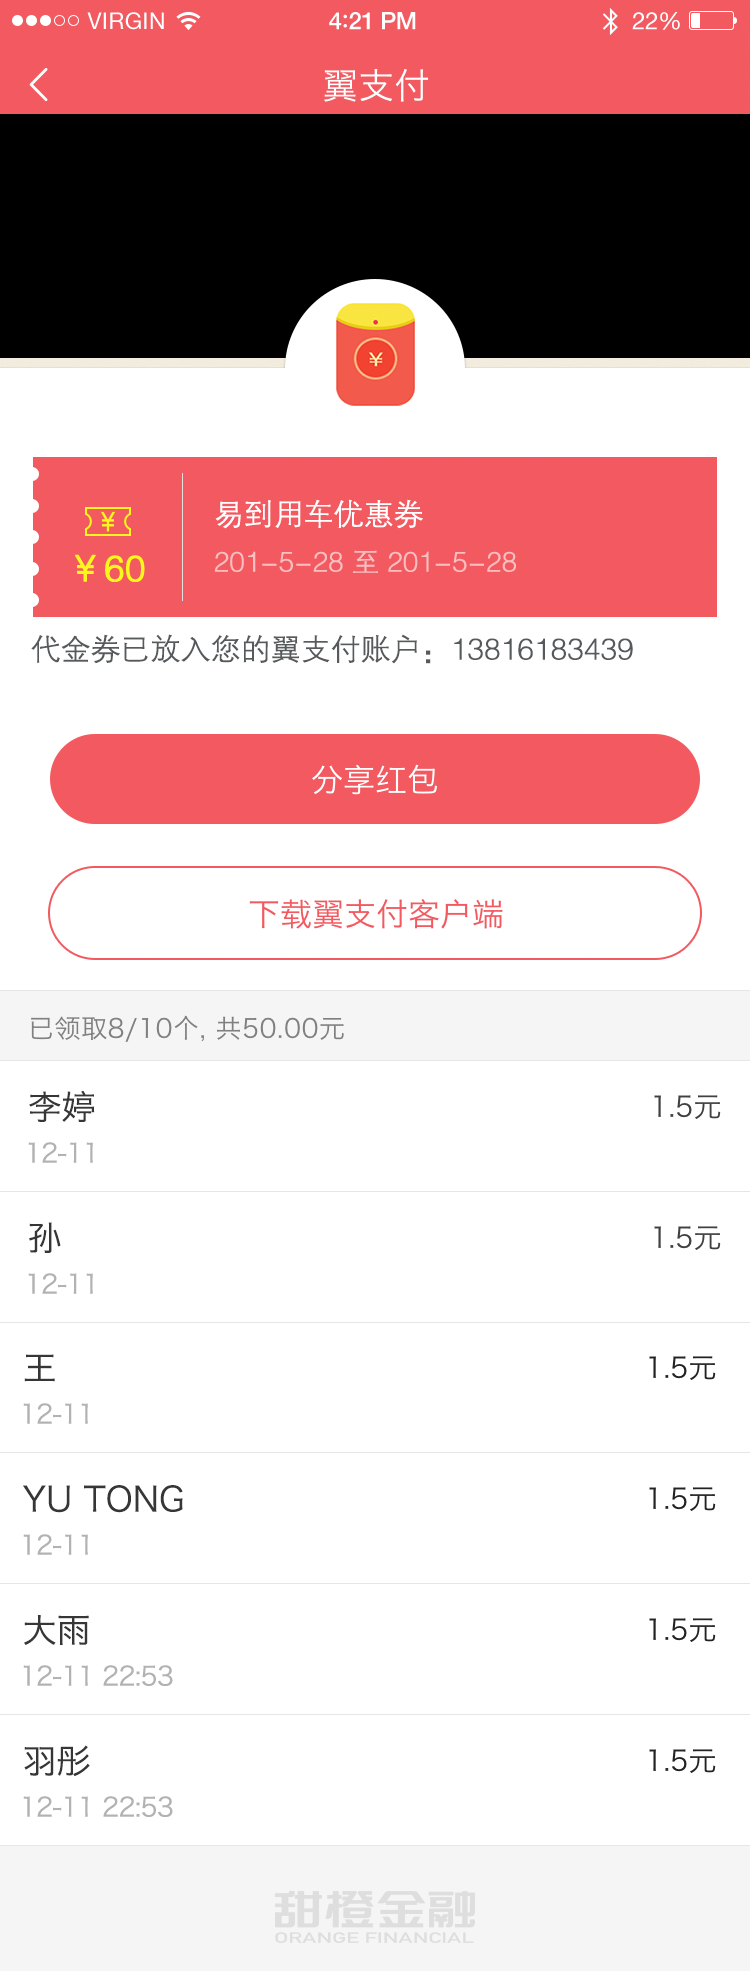 VIRGIN 4:21 PM 22%
翼支付
¥
¥
易到用车优惠券
¥60
201-5-28 至 201-5-28
代金券已放入您的翼支付账户：13816183439
分享红包
下载翼支付客户端
已领取8/10个, 共50.00元
李婷 1.5元
12-11
孙 1.5元
12-11
王 1.5元
12-11
YU TONG 1.5元
12-11
大雨 1.5元
12-11 22:53
羽彤 1.5元
12-11 22:53
甜橙金融
ORANGE FINANCIAL